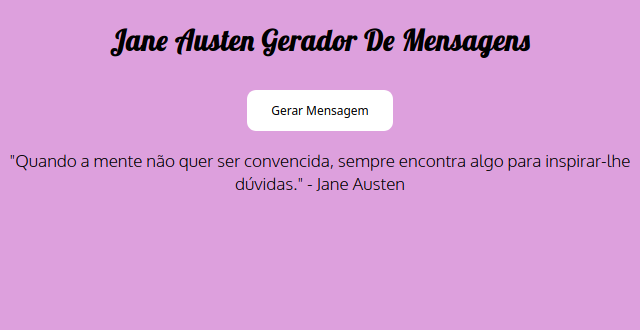 Jane Austen Gerador De Mensagens
Gerar Mensagem
"Quando a mente não quer ser convencida, sempre encontra algo para inspirar-lhe
dúvidas." - Jane Austen